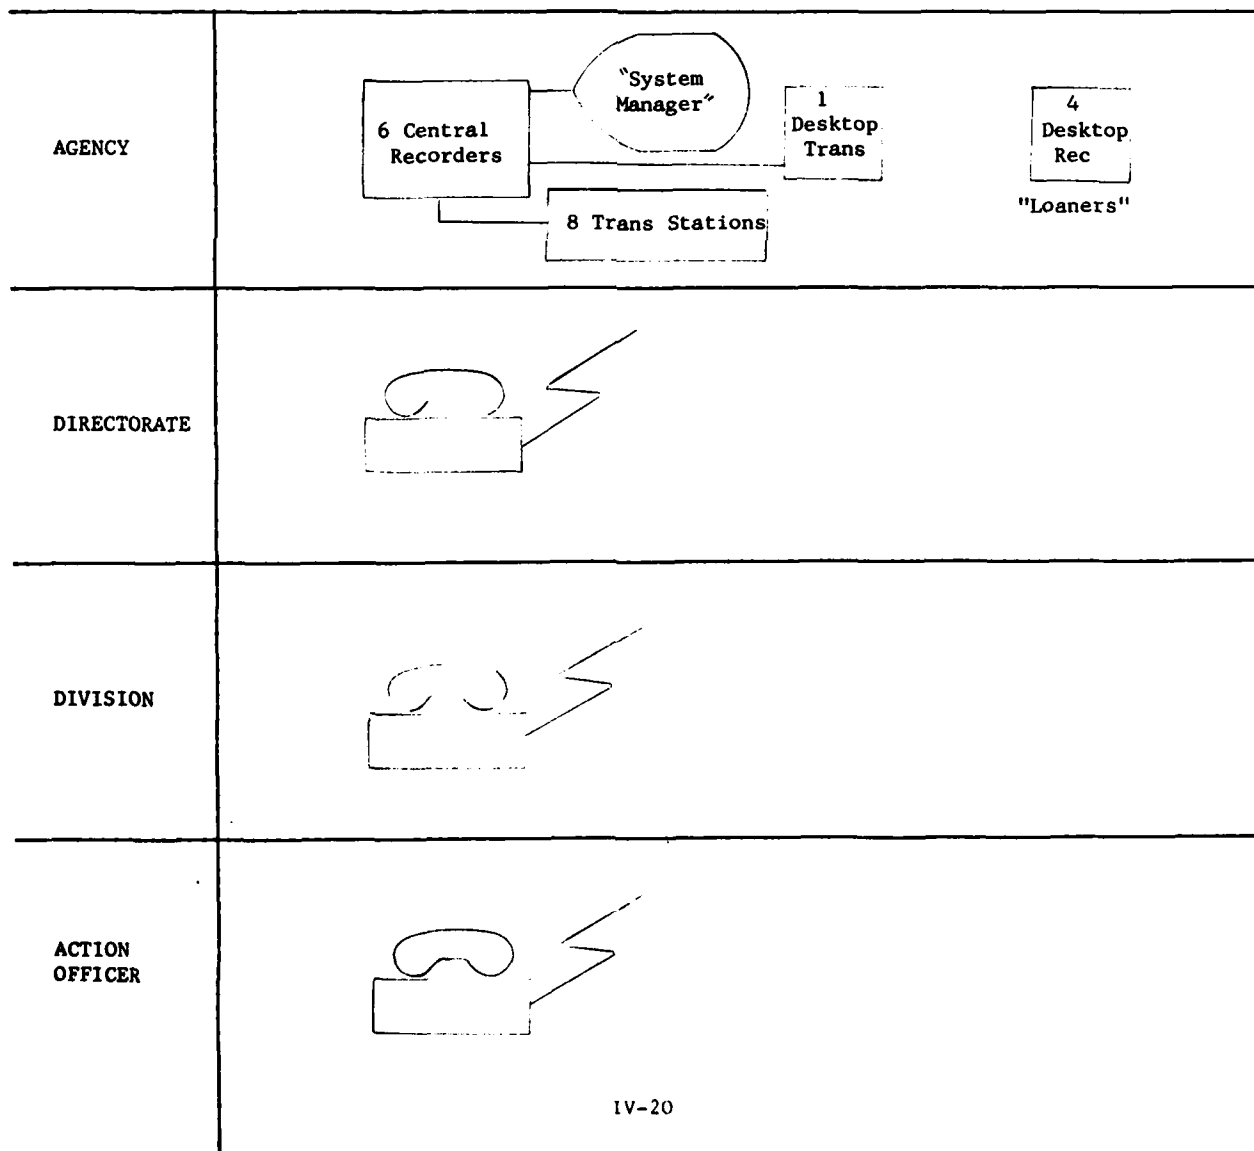 AGENCY
6 Central
Recorders
"System
Manager"
1
Desktop
Trans
4
Desktop
Rec
"Loaners"
8 Trans Stations
DIRECTORATE
DIVISION
ACTION
OFFICER
IV-20